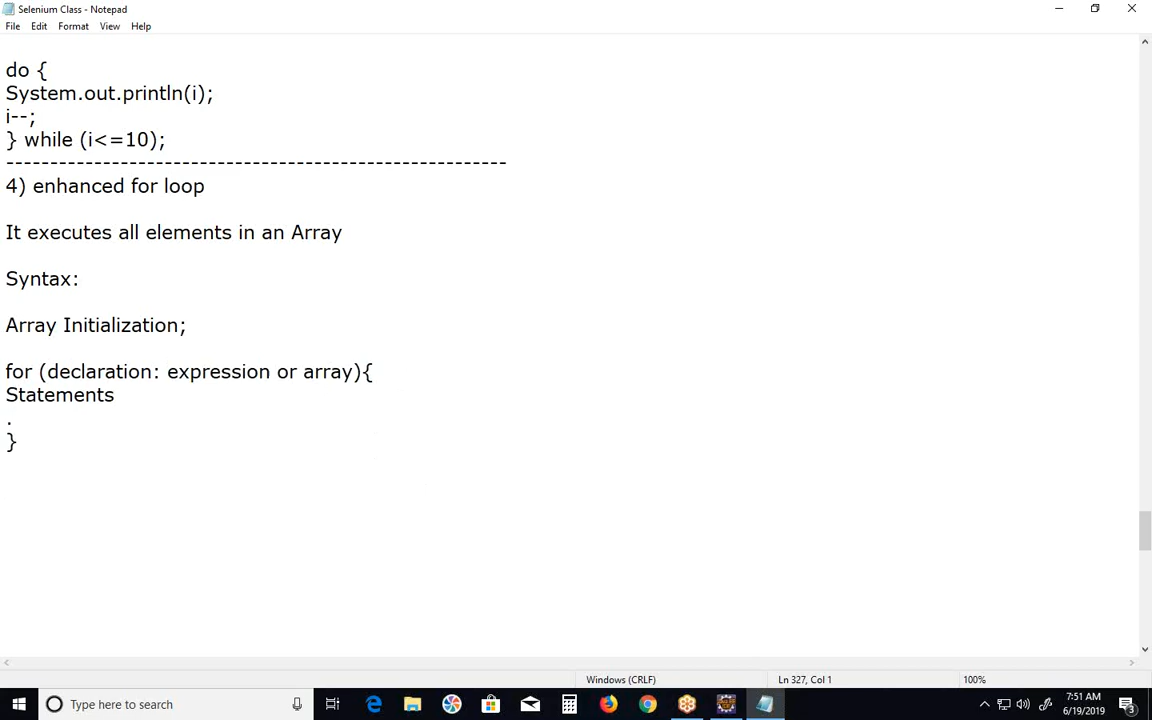 Selenium Class - Notepad
File Edit Format View Help
do {
System.out.println(i);
i--;
} while (i<=10);
---------------------------------------------------------
4) enhanced for loop
It executes all elements in an Array
Syntax:
Array Initialization;
for (declaration: expression or array){
Statements
.
}
Windows (CRLF) Ln 327, Col 1 100%
Type here to search
7:51 AM
6/19/2019
3